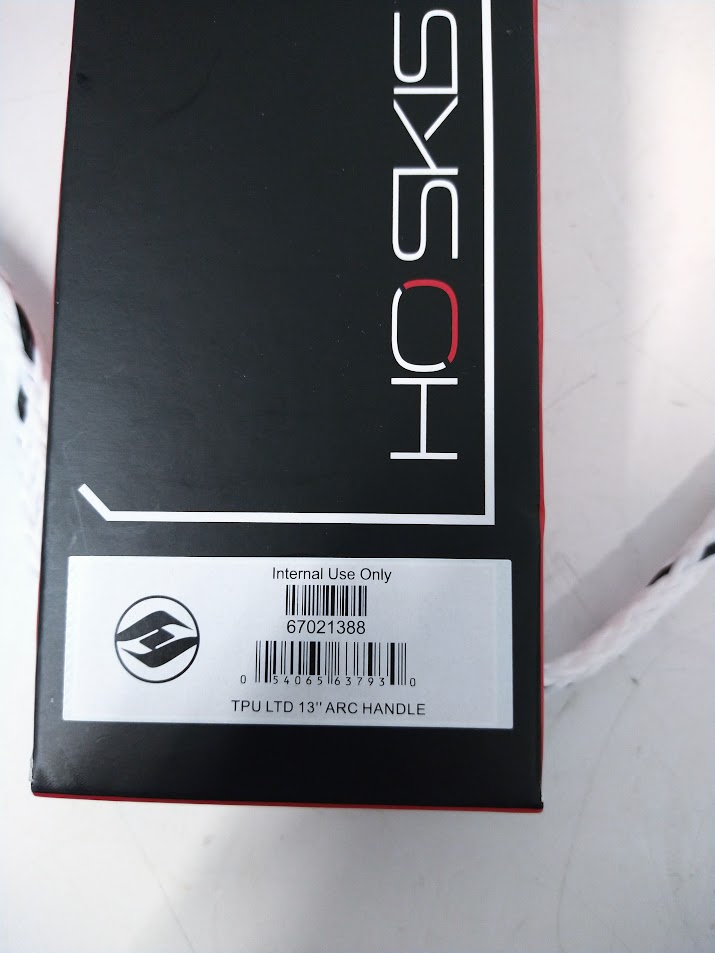 HO SKIS
Internal Use Only
67021388
0 54065 63793 0
TPU LTD 13" ARC HANDLE